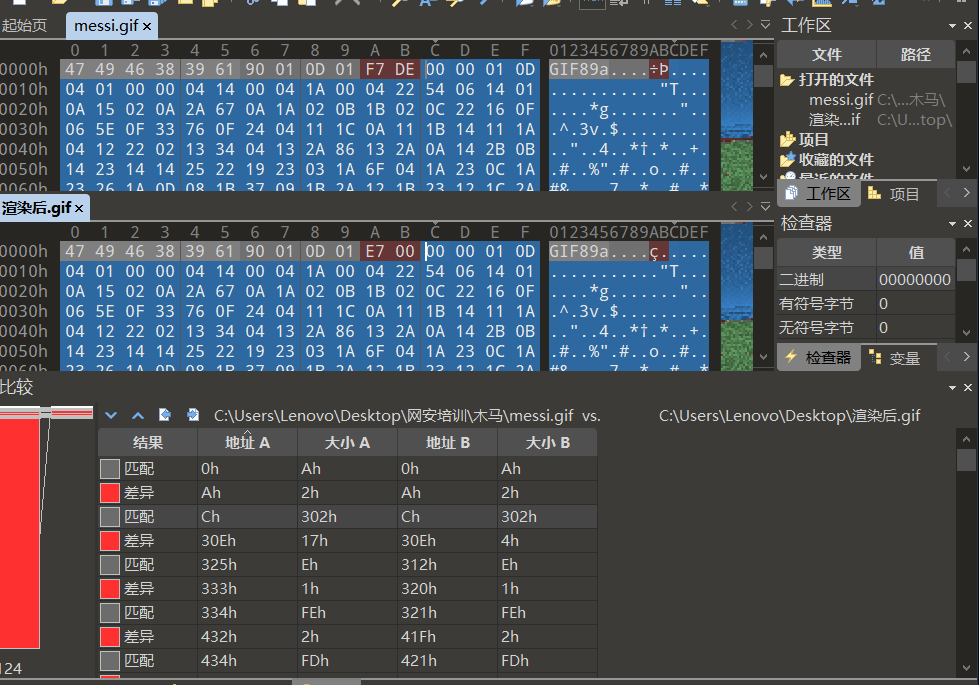 起始页 messi.gif ×
0 1 2 3 4 5 6 7 8 9 A B C D E F 0123456789ABCDEF
0000h 47 49 46 38 39 61 90 01 0D 01 F7 DE 00 00 01 0D GIF89a....÷Þ....
0010h 04 01 00 00 04 14 00 04 1A 00 04 22 54 06 14 01 ..........."T...
0020h 0A 15 02 0A 2A 67 0A 1A 02 0B 1B 02 0C 22 16 0F ....*g......."..
0030h 06 5E 0F 33 76 0F 24 04 11 1C 0A 11 1B 14 11 1A .^.3v.$.........
0040h 04 12 22 02 13 34 04 13 2A 86 13 2A 0A 14 2B 0B .."..4..*†.*..+.
0050h 14 23 14 14 25 22 19 23 03 1A 6F 04 1A 23 0C 1A .#..%".#..o..#..
渲染后.gif ×
0 1 2 3 4 5 6 7 8 9 A B C D E F 0123456789ABCDEF
0000h 47 49 46 38 39 61 90 01 0D 01 E7 00 00 00 01 0D GIF89a....ç.....
0010h 04 01 00 00 04 14 00 04 1A 00 04 22 54 06 14 01 ..........."T...
0020h 0A 15 02 0A 2A 67 0A 1A 02 0B 1B 02 0C 22 16 0F ....*g......."..
0030h 06 5E 0F 33 76 0F 24 04 11 1C 0A 11 1B 14 11 1A .^.3v.$.........
0040h 04 12 22 02 13 34 04 13 2A 86 13 2A 0A 14 2B 0B .."..4..*†.*..+.
0050h 14 23 14 14 25 22 19 23 03 1A 6F 04 1A 23 0C 1A .#..%".#..o..#..
工作区
文件 路径
打开的文件
messi.gif C:\...木马\
渲染...if C:\U...top\
项目
收藏的文件
最近的文件
工作区 项目
检查器
类型 值
二进制 00000000
有符号字节 0
无符号字节 0
检查器 变量
比较
C:\Users\Lenovo\Desktop\网安培训\木马\messi.gif vs. C:\Users\Lenovo\Desktop\渲染后.gif
结果 地址 A 大小 A 地址 B 大小 B
匹配 0h Ah 0h Ah
差异 Ah 2h Ah 2h
匹配 Ch 302h Ch 302h
差异 30Eh 17h 30Eh 4h
匹配 325h Eh 312h Eh
差异 333h 1h 320h 1h
匹配 334h FEh 321h FEh
差异 432h 2h 41Fh 2h
匹配 434h FDh 421h FDh
124